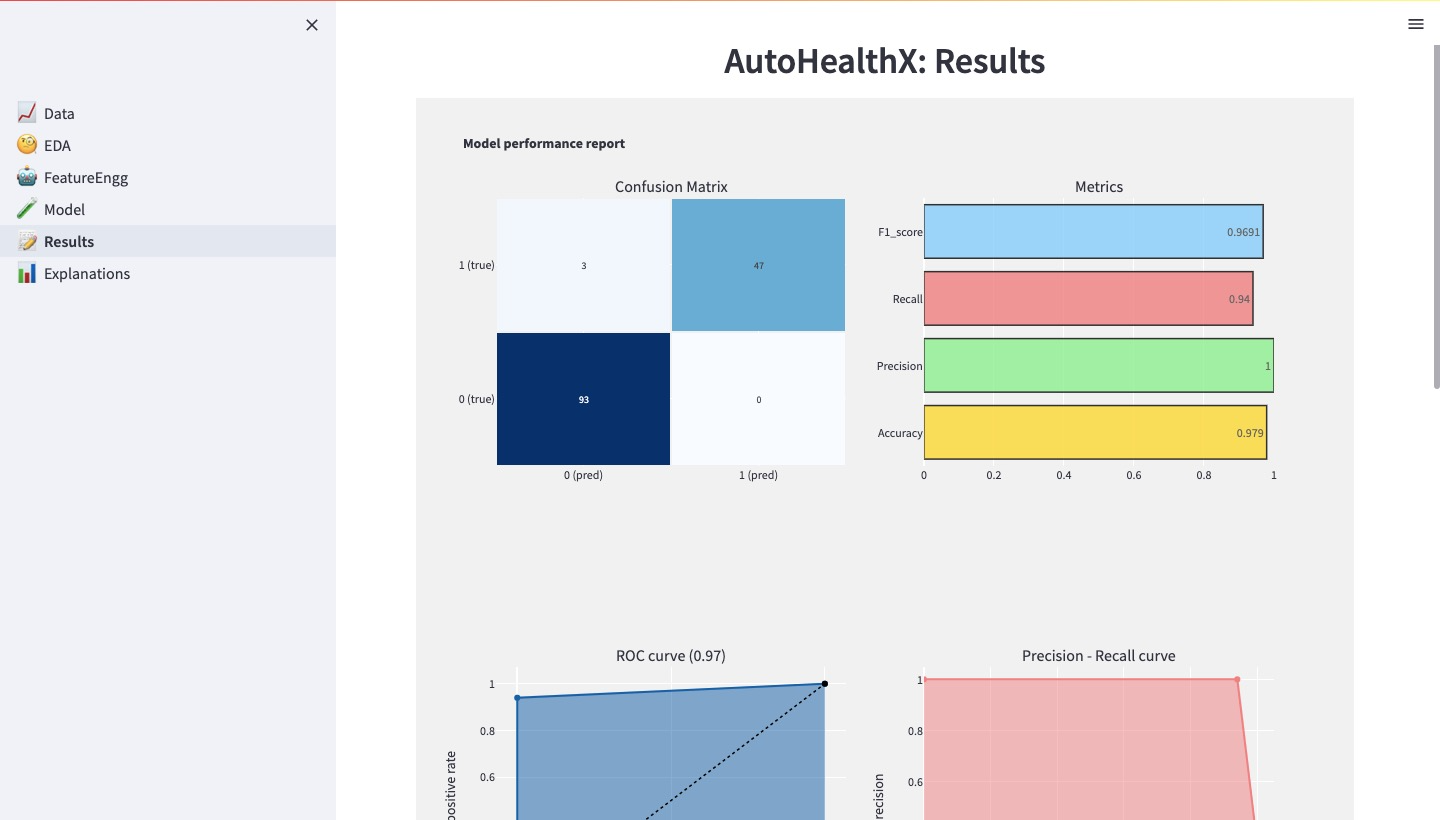 AutoHealthX: Results
Data
EDA
FeatureEngg
Model
Results
Explanations
Model performance report
Confusion Matrix
1 (true)
3
47
0 (true)
93
0
0 (pred)
1 (pred)
Metrics
F1_score
0.9691
Recall
0.94
Precision
1
Accuracy
0.979
0
0.2
0.4
0.6
0.8
1
ROC curve (0.97)
1
0.8
0.6
positive rate
Precision - Recall curve
1
0.8
0.6